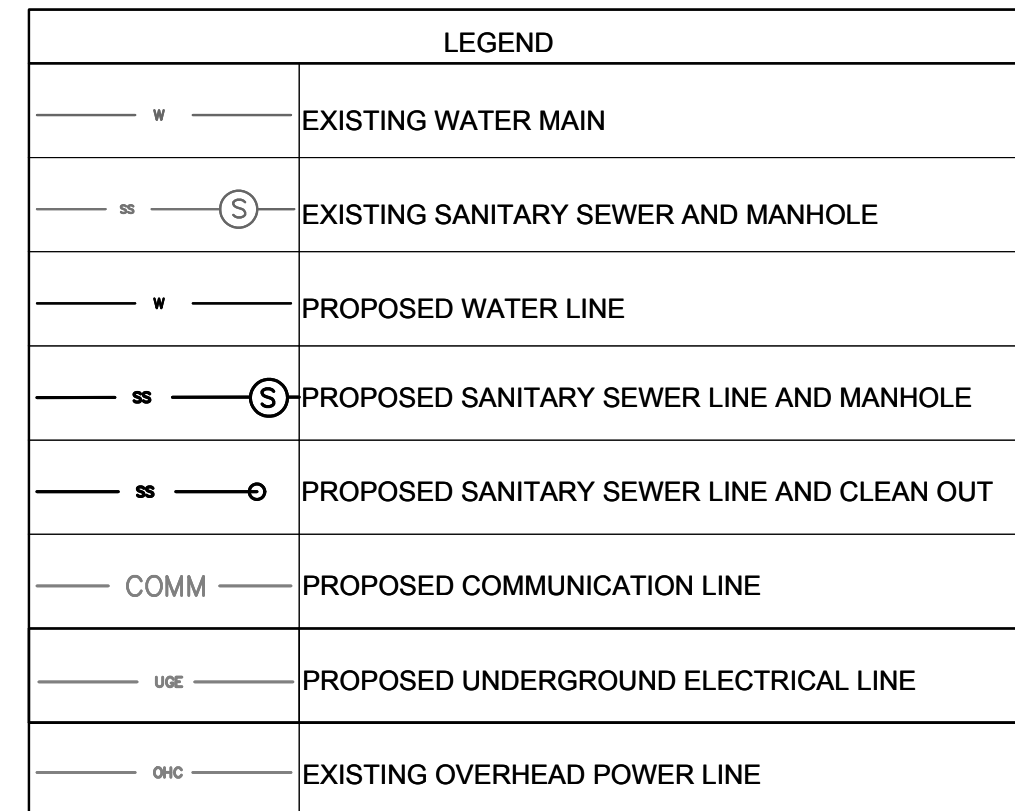 LEGEND
W EXISTING WATER MAIN
SS S EXISTING SANITARY SEWER AND MANHOLE
W PROPOSED WATER LINE
SS S PROPOSED SANITARY SEWER LINE AND MANHOLE
SS PROPOSED SANITARY SEWER LINE AND CLEAN OUT
COMM PROPOSED COMMUNICATION LINE
UGE PROPOSED UNDERGROUND ELECTRICAL LINE
OHC EXISTING OVERHEAD POWER LINE